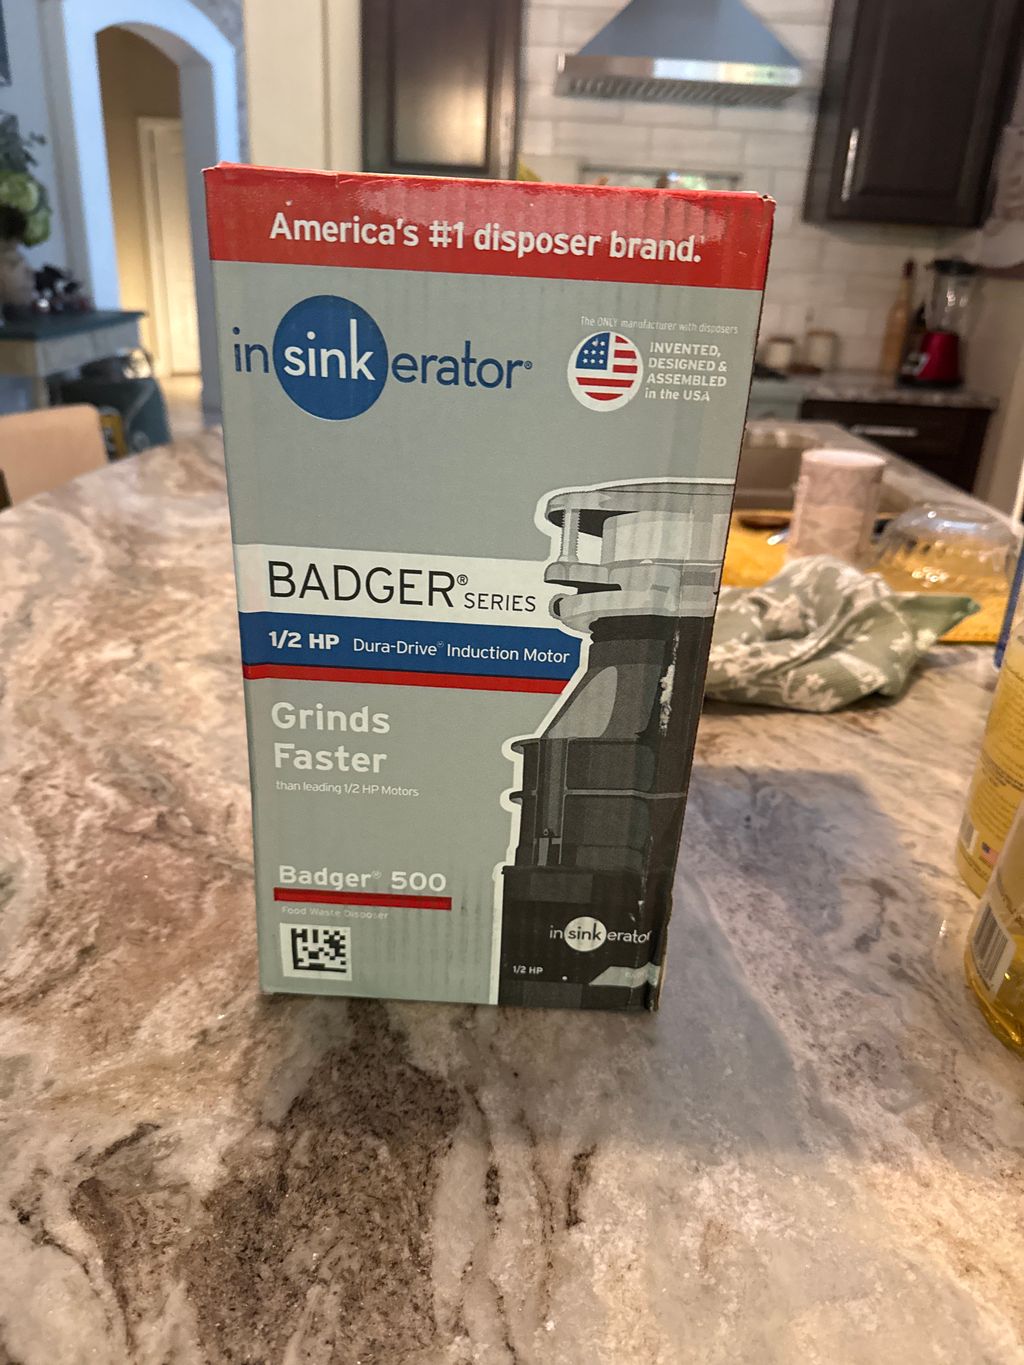 America's #1 disposer brand.
insinkerator®
The ONLY manufacturer with disposers
INVENTED,
DESIGNED &
ASSEMBLED
in the USA
BADGER® SERIES
1/2 HP Dura-Drive® Induction Motor
Grinds
Faster
than leading 1/2 HP Motors
Badger® 500
Food Waste Disposer
insinkerator
1/2 HP